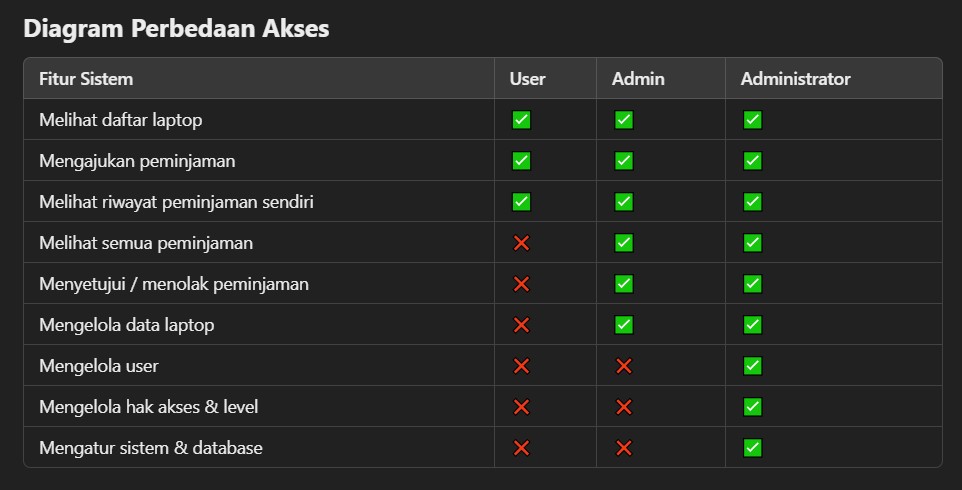 Diagram Perbedaan Akses
Fitur Sistem User Admin Administrator
Melihat daftar laptop ✅ ✅ ✅
Mengajukan peminjaman ✅ ✅ ✅
Melihat riwayat peminjaman sendiri ✅ ✅ ✅
Melihat semua peminjaman ❌ ✅ ✅
Menyetujui / menolak peminjaman ❌ ✅ ✅
Mengelola data laptop ❌ ✅ ✅
Mengelola user ❌ ❌ ✅
Mengelola hak akses & level ❌ ❌ ✅
Mengatur sistem & database ❌ ❌ ✅